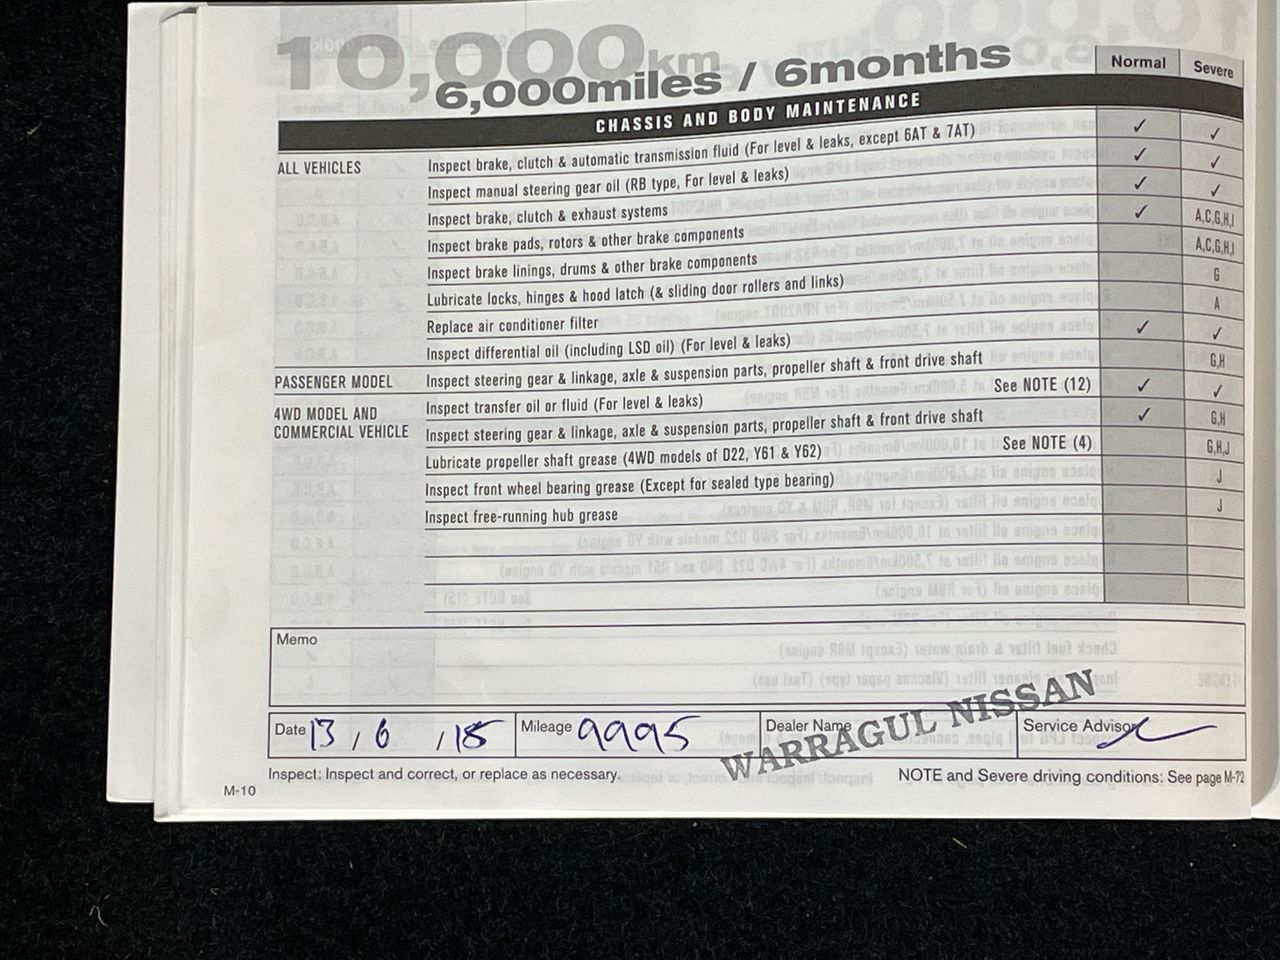 10,000km
6,000miles / 6months
Normal Severe
CHASSIS AND BODY MAINTENANCE
ALL VEHICLES Inspect brake, clutch & automatic transmission fluid (For level & leaks, except 6AT & 7AT) ✓ ✓
Inspect manual steering gear oil (RB type, For level & leaks) ✓ ✓
Inspect brake, clutch & exhaust systems ✓ ✓
Inspect brake pads, rotors & other brake components ✓ A,C,G,H,I
Inspect brake linings, drums & other brake components A,C,G,H,I
Lubricate locks, hinges & hood latch (& sliding door rollers and links) G
Replace air conditioner filter A
Inspect differential oil (including LSD oil) (For level & leaks) ✓ ✓
PASSENGER MODEL Inspect steering gear & linkage, axle & suspension parts, propeller shaft & front drive shaft G,H
4WD MODEL AND COMMERCIAL VEHICLE Inspect transfer oil or fluid (For level & leaks) See NOTE (12) ✓ ✓
Inspect steering gear & linkage, axle & suspension parts, propeller shaft & front drive shaft ✓ G,H
Lubricate propeller shaft grease (4WD models of D22, Y61 & Y62) See NOTE (4) G,H,J
Inspect front wheel bearing grease (Except for sealed type bearing) J
Inspect free-running hub grease J
Memo
Date 13 / 6 / 18 Mileage 9995 Dealer Name WARRAGUL NISSAN Service Advisor
Inspect: Inspect and correct, or replace as necessary. NOTE and Severe driving conditions: See page M-72
M-10